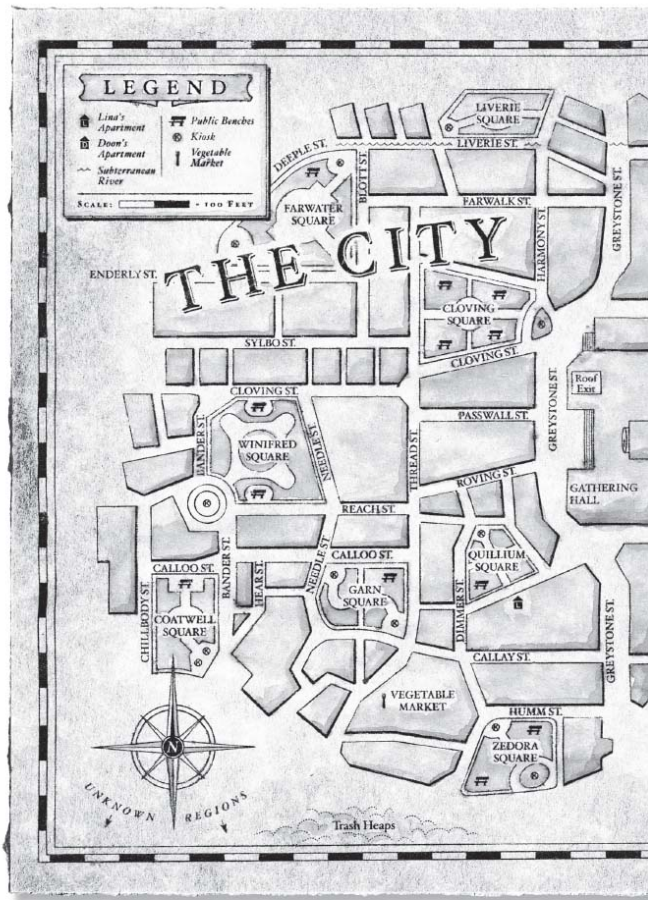 LEGEND
Lina's
Apartment
Doon's
Apartment
Subterranean
River
Public Benches
Kiosk
Vegetable
Market
SCALE: = 100 FEET
LIVERIE
SQUARE
LIVERIE ST.
DEEPLE ST.
BLOTT ST.
FARWATER
SQUARE
FARWALK ST.
HARMONY ST.
GREYSTONE ST.
THE CITY
ENDERLY ST.
CLOVING
SQUARE
SYLBO ST.
CLOVING ST.
Roof
Exit
CLOVING ST.
GREYSTONE ST.
PASSWALL ST.
BANDER ST.
WINIFRED
SQUARE
NEEDLE ST.
THREAD ST.
ROVING ST.
GATHERING
HALL
REACH ST.
CALLOO ST.
QUILLIUM
SQUARE
CALLOO ST.
BANDER ST.
HEAR ST.
NEEDLE ST.
GARN
SQUARE
DIMMER ST.
L
CHILLBODY ST.
COATWELL
SQUARE
GREYSTONE ST.
CALLAY ST.
VEGETABLE
MARKET
HUMM ST.
ZEDORA
SQUARE
N
UNKNOWN REGIONS
Trash Heaps